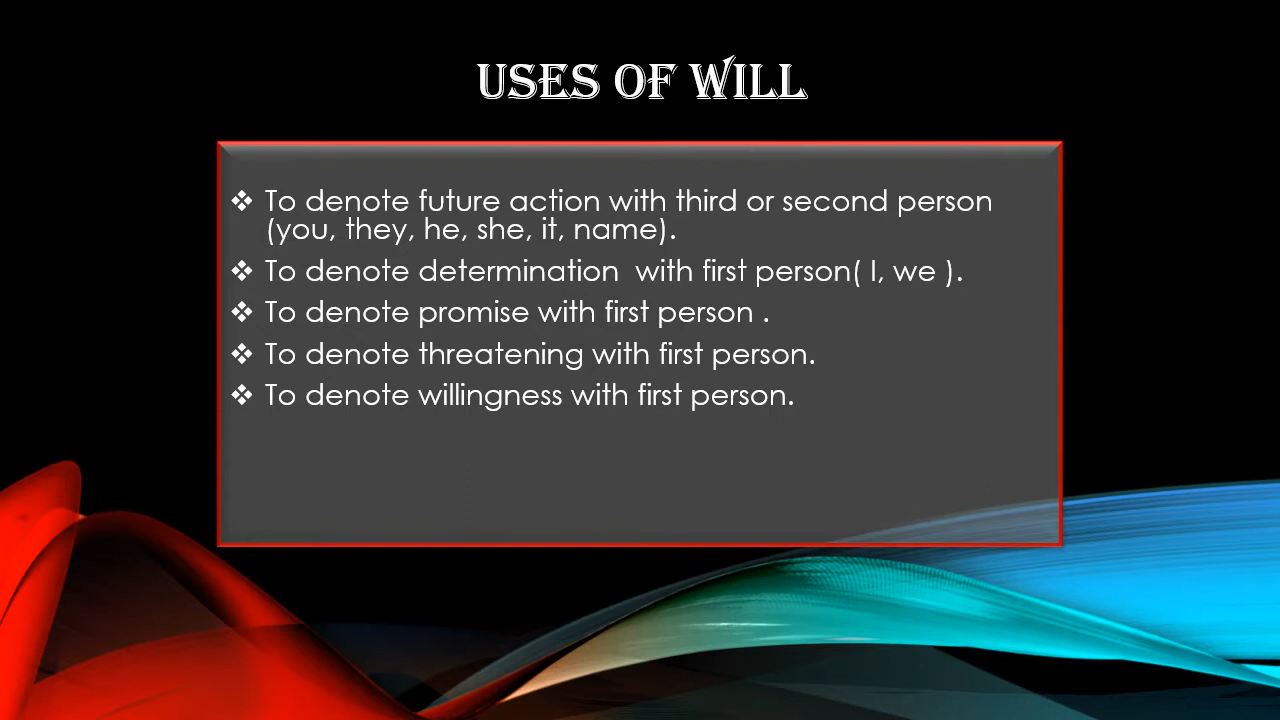 USES OF WILL
❖ To denote future action with third or second person
(you, they, he, she, it, name).
❖ To denote determination  with first person( I, we ).
❖ To denote promise with first person .
❖ To denote threatening with first person.
❖ To denote willingness with first person.